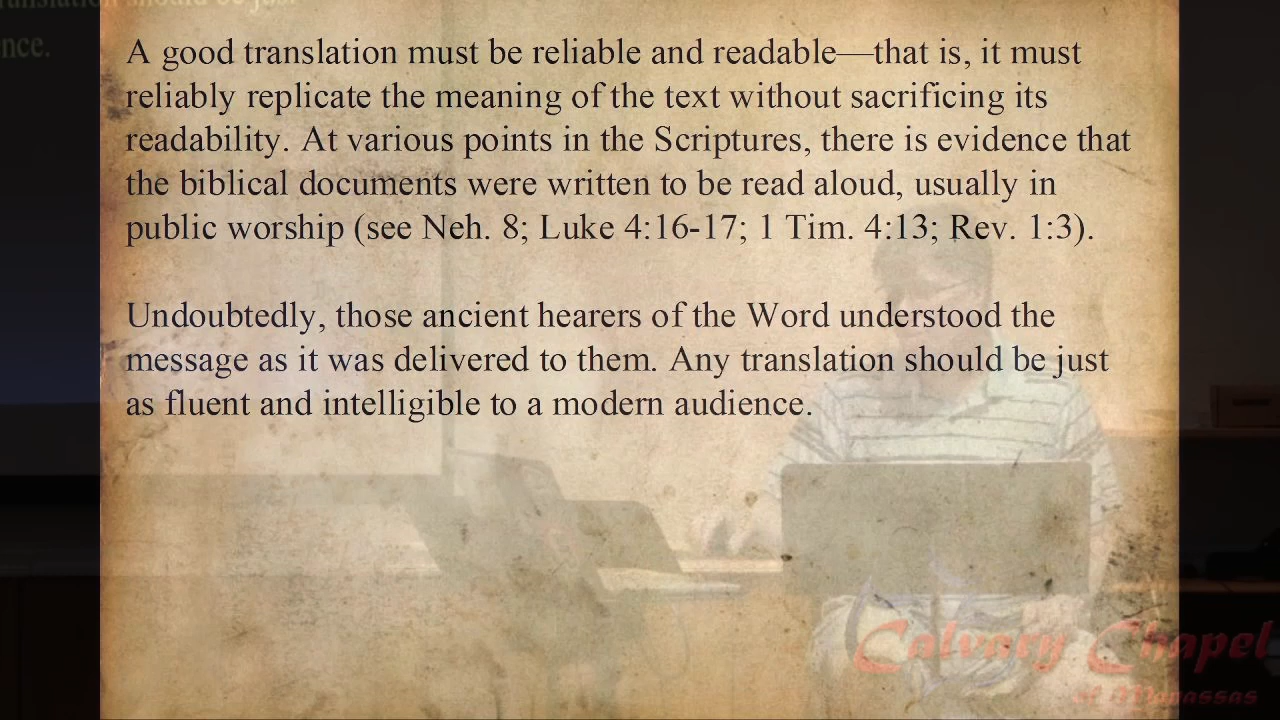 nce.
A good translation must be reliable and readable—that is, it must
reliably replicate the meaning of the text without sacrificing its
readability. At various points in the Scriptures, there is evidence that
the biblical documents were written to be read aloud, usually in
public worship (see Neh. 8; Luke 4:16-17; 1 Tim. 4:13; Rev. 1:3).
Undoubtedly, those ancient hearers of the Word understood the
message as it was delivered to them. Any translation should be just
as fluent and intelligible to a modern audience.
Calvary Chapel
of Manassas